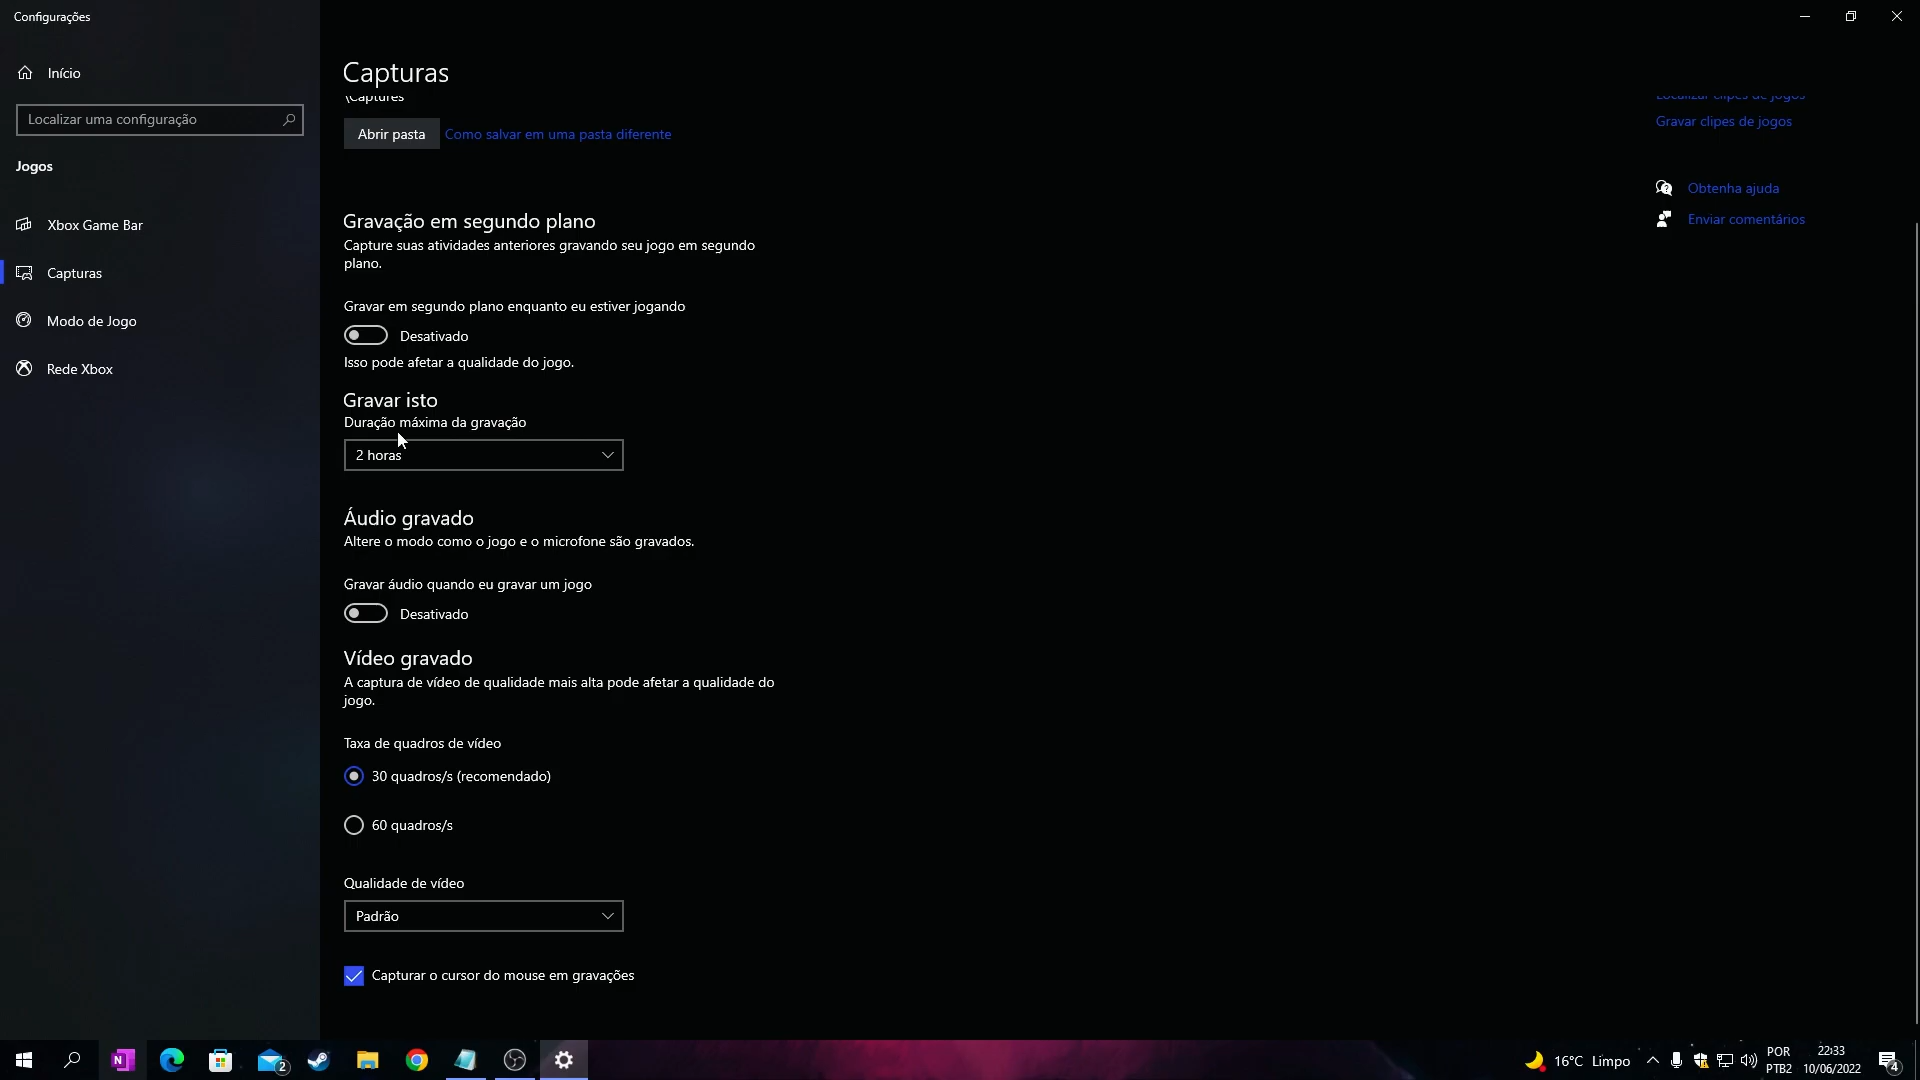 Configurações
Início
Localizar uma configuração
Jogos
Xbox Game Bar
Capturas
Modo de Jogo
Rede Xbox
Capturas
\Captures
Abrir pasta
Como salvar em uma pasta diferente
Gravação em segundo plano
Capture suas atividades anteriores gravando seu jogo em segundo
plano.
Gravar em segundo plano enquanto eu estiver jogando
Desativado
Isso pode afetar a qualidade do jogo.
Gravar isto
Duração máxima da gravação
2 horas
Áudio gravado
Altere o modo como o jogo e o microfone são gravados.
Gravar áudio quando eu gravar um jogo
Desativado
Vídeo gravado
A captura de vídeo de qualidade mais alta pode afetar a qualidade do
jogo.
Taxa de quadros de vídeo
30 quadros/s (recomendado)
60 quadros/s
Qualidade de vídeo
Padrão
Capturar o cursor do mouse em gravações
Localizar clipes de jogos
Gravar clipes de jogos
Obtenha ajuda
Enviar comentários
N
2
16°C Limpo
POR
PTB2
22:33
10/06/2022
4